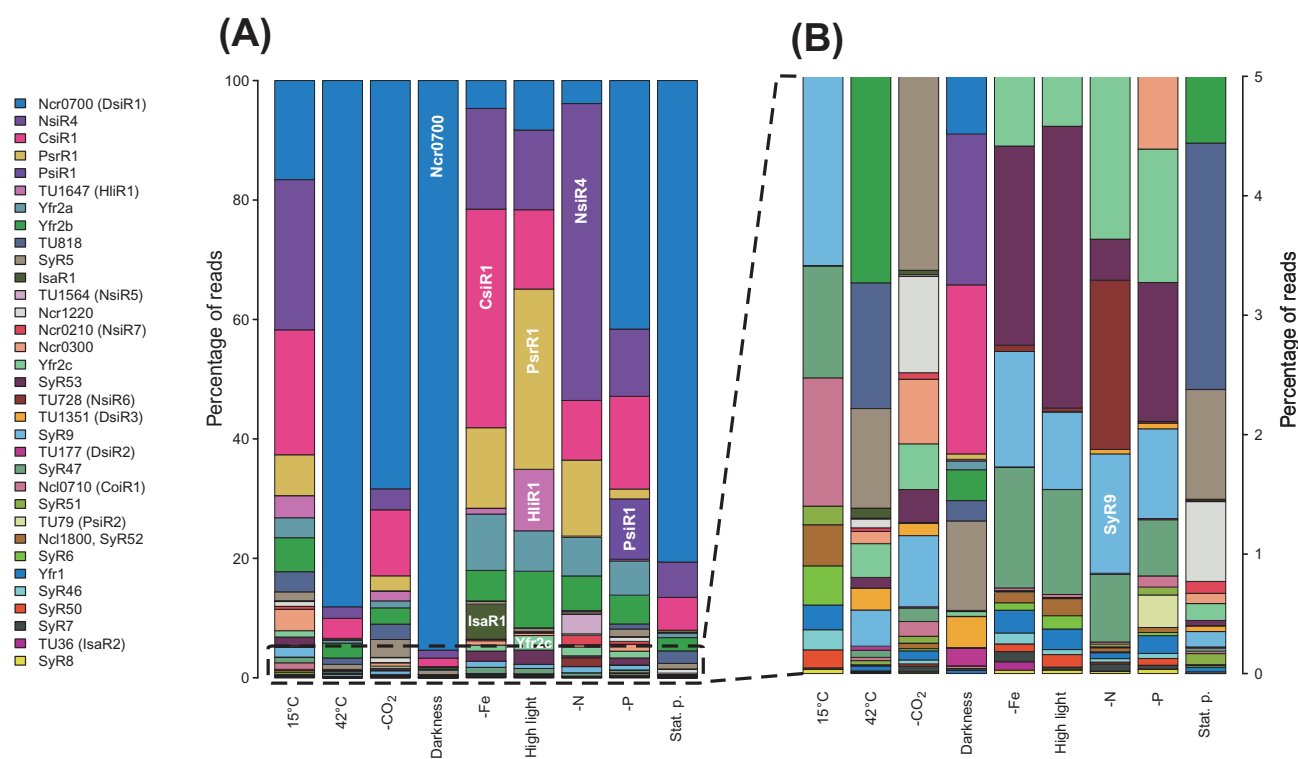 (A)
(B)
Ncr0700 (DsiR1)
NsiR4
CsiR1
PsrR1
PsiR1
TU1647 (HliR1)
Yfr2a
Yfr2b
TU818
SyR5
IsaR1
TU1564 (NsiR5)
Ncr1220
Ncr0210 (NsiR7)
Ncr0300
Yfr2c
SyR53
TU728 (NsiR6)
TU1351 (DsiR3)
SyR9
TU177 (DsiR2)
SyR47
Ncl0710 (CoiR1)
SyR51
TU79 (PsiR2)
Ncl1800, SyR52
SyR6
Yfr1
SyR46
SyR50
SyR7
TU36 (IsaR2)
SyR8
Percentage of reads
100
80
60
40
20
0
Ncr0700
CsiR1
IsaR1
PsrR1
HliR1
Yfr2c
NsiR4
PsiR1
15°C
42°C
-CO₂
Darkness
-Fe
High light
-N
-P
Stat. p.
SyR9
5
4
3
2
1
0
Percentage of reads
15°C
42°C
-CO₂
Darkness
-Fe
High light
-N
-P
Stat. p.